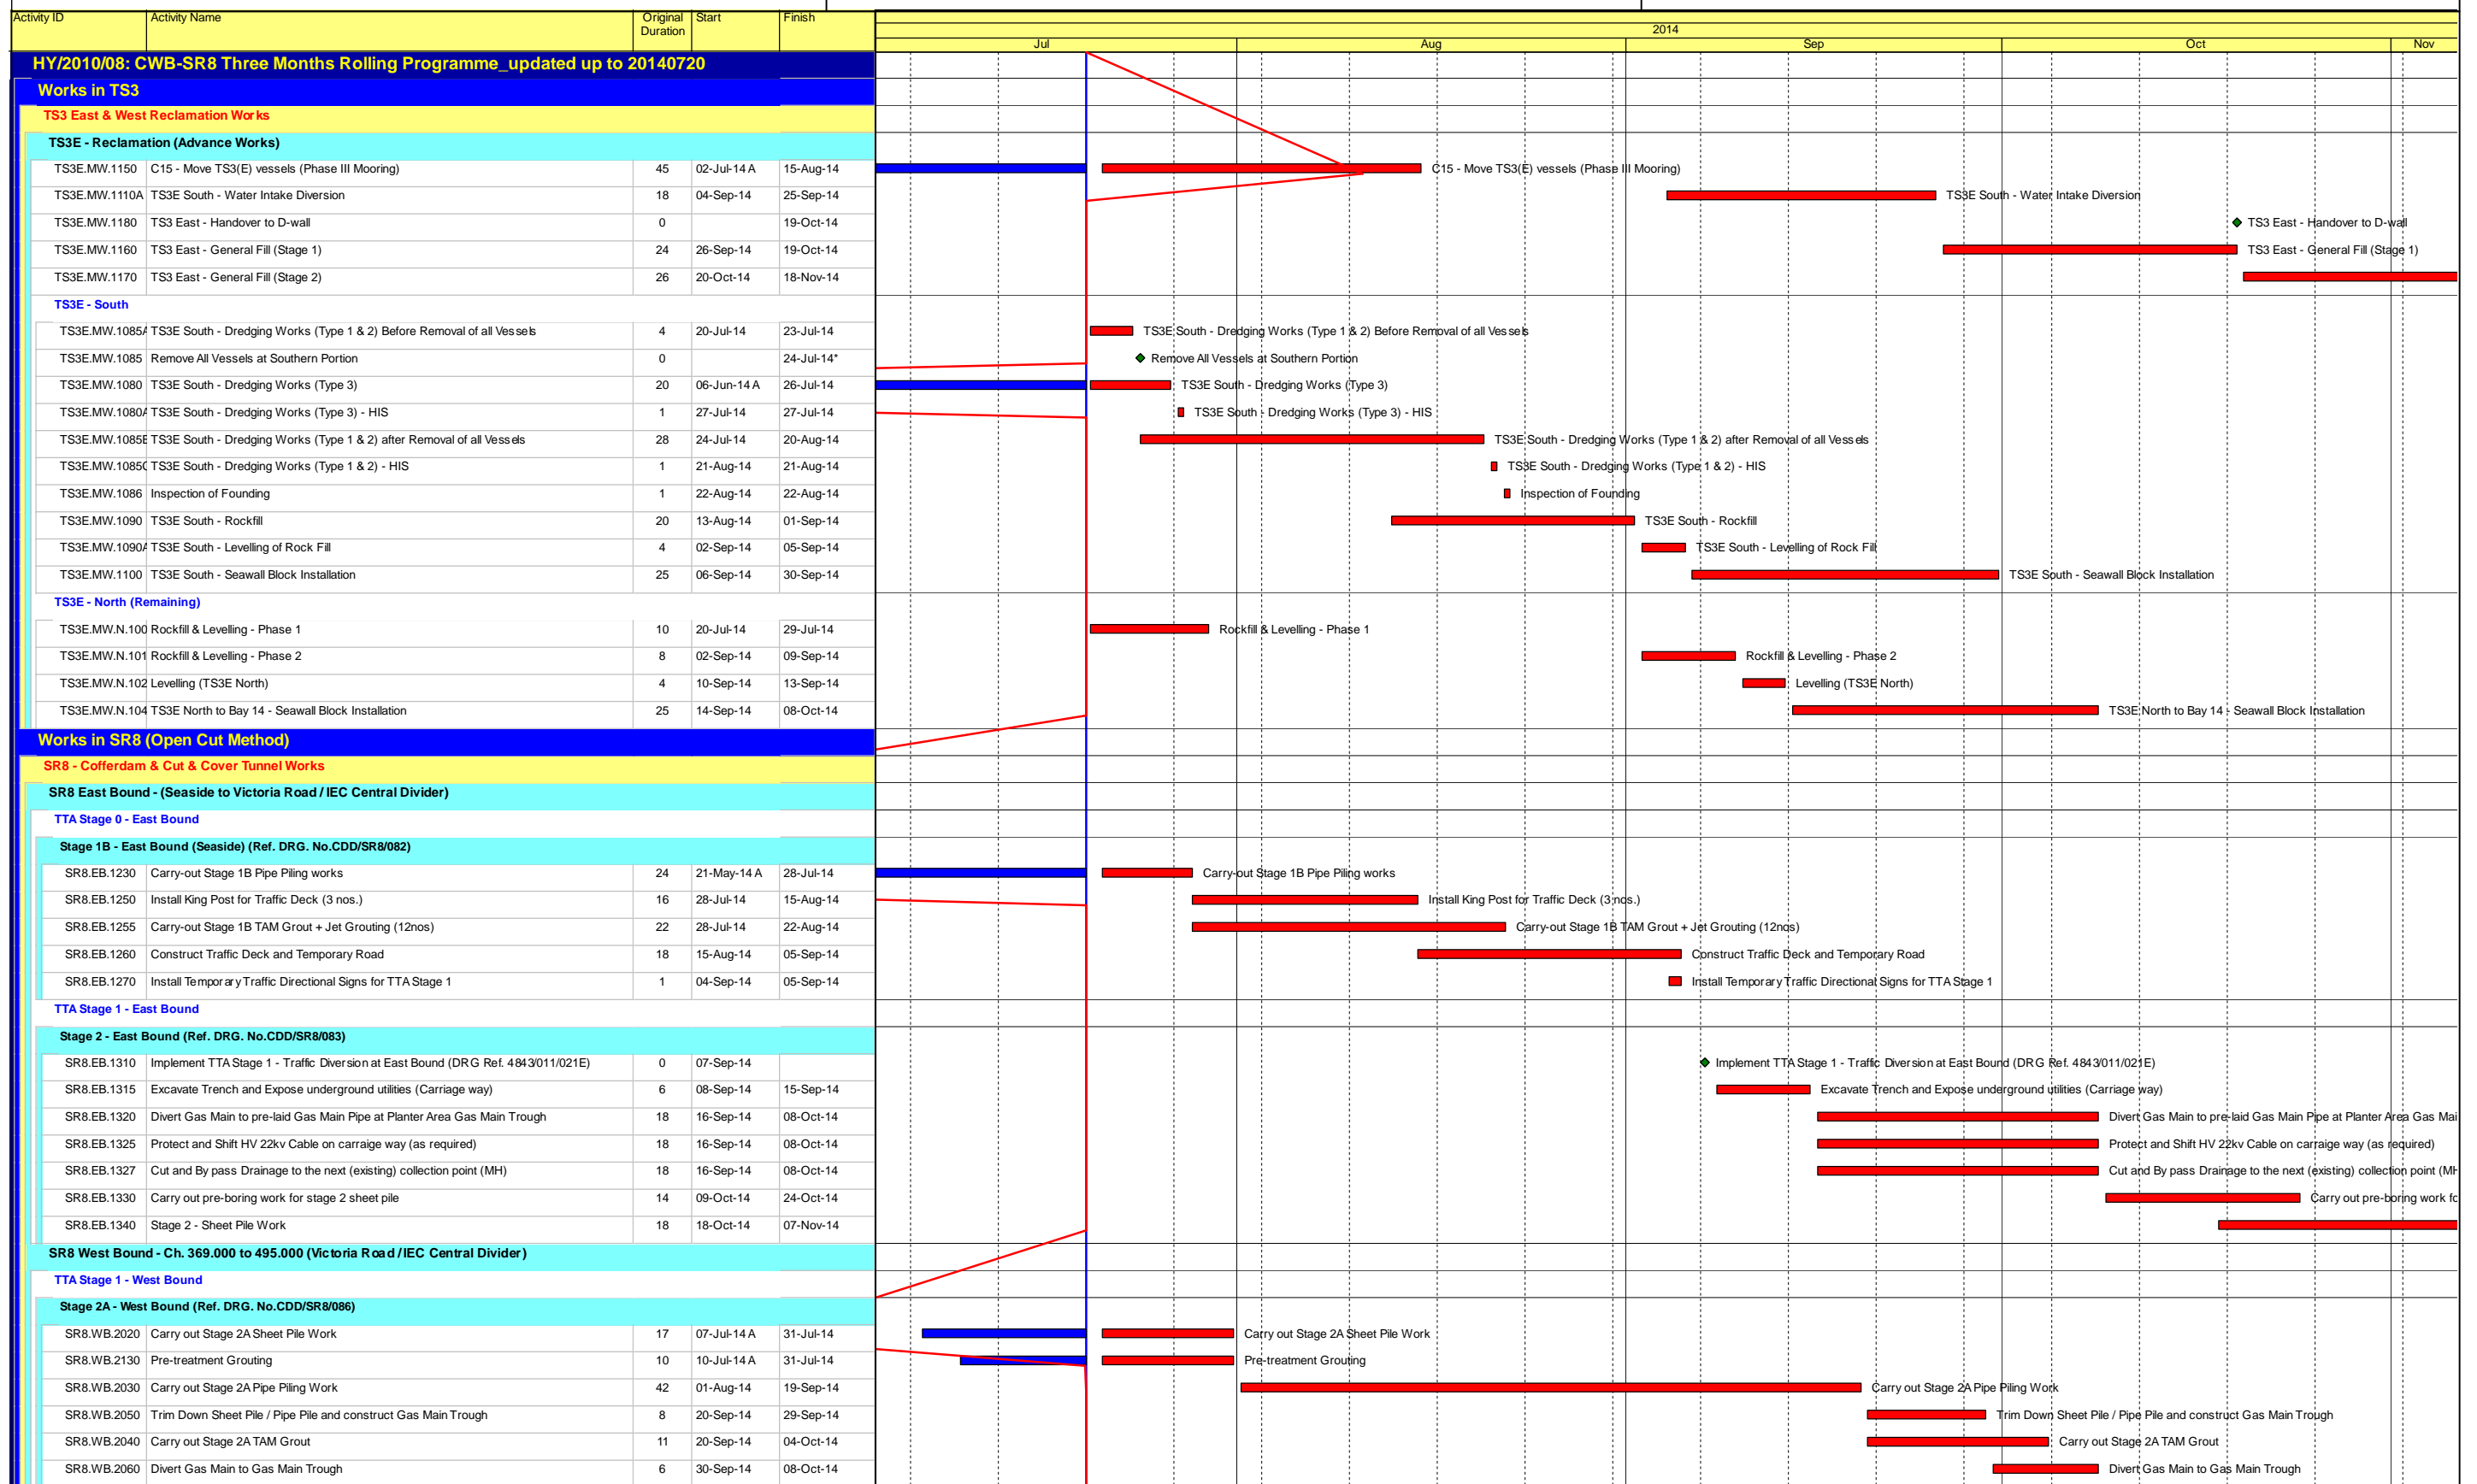 Activity ID Activity Name Original Duration Start Finish
2014
Jul Aug Sep Oct Nov
HY/2010/08: CWB-SR8 Three Months Rolling Programme_updated up to 20140720
Works in TS3
TS3 East & West Reclamation Works
TS3E - Reclamation (Advance Works)
TS3E.MW.1150 C15 - Move TS3(E) vessels (Phase III Mooring) 45 02-Jul-14 A 15-Aug-14 C15 - Move TS3(E) vessels (Phase III Mooring)
TS3E.MW.1110A TS3E South - Water Intake Diversion 18 04-Sep-14 25-Sep-14 TS3E South - Water Intake Diversion
TS3E.MW.1180 TS3 East - Handover to D-wall 0 19-Oct-14 TS3 East - Handover to D-wall
TS3E.MW.1160 TS3 East - General Fill (Stage 1) 24 26-Sep-14 19-Oct-14 TS3 East - General Fill (Stage 1)
TS3E.MW.1170 TS3 East - General Fill (Stage 2) 26 20-Oct-14 18-Nov-14
TS3E - South
TS3E.MW.1085A TS3E South - Dredging Works (Type 1 & 2) Before Removal of all Vessels 4 20-Jul-14 23-Jul-14 TS3E South - Dredging Works (Type 1 & 2) Before Removal of all Vessels
TS3E.MW.1085 Remove All Vessels at Southern Portion 0 24-Jul-14* Remove All Vessels at Southern Portion
TS3E.MW.1080 TS3E South - Dredging Works (Type 3) 20 06-Jun-14 A 26-Jul-14 TS3E South - Dredging Works (Type 3)
TS3E.MW.1080A TS3E South - Dredging Works (Type 3) - HIS 1 27-Jul-14 27-Jul-14 TS3E South - Dredging Works (Type 3) - HIS
TS3E.MW.1085B TS3E South - Dredging Works (Type 1 & 2) after Removal of all Vessels 28 24-Jul-14 20-Aug-14 TS3E South - Dredging Works (Type 1 & 2) after Removal of all Vessels
TS3E.MW.1085C TS3E South - Dredging Works (Type 1 & 2) - HIS 1 21-Aug-14 21-Aug-14 TS3E South - Dredging Works (Type 1 & 2) - HIS
TS3E.MW.1086 Inspection of Founding 1 22-Aug-14 22-Aug-14 Inspection of Founding
TS3E.MW.1090 TS3E South - Rockfill 20 13-Aug-14 01-Sep-14 TS3E South - Rockfill
TS3E.MW.1090A TS3E South - Levelling of Rock Fill 4 02-Sep-14 05-Sep-14 TS3E South - Levelling of Rock Fill
TS3E.MW.1100 TS3E South - Seawall Block Installation 25 06-Sep-14 30-Sep-14 TS3E South - Seawall Block Installation
TS3E - North (Remaining)
TS3E.MW.N.100 Rockfill & Levelling - Phase 1 10 20-Jul-14 29-Jul-14 Rockfill & Levelling - Phase 1
TS3E.MW.N.101 Rockfill & Levelling - Phase 2 8 02-Sep-14 09-Sep-14 Rockfill & Levelling - Phase 2
TS3E.MW.N.102 Levelling (TS3E North) 4 10-Sep-14 13-Sep-14 Levelling (TS3E North)
TS3E.MW.N.104 TS3E North to Bay 14 - Seawall Block Installation 25 14-Sep-14 08-Oct-14 TS3E North to Bay 14 - Seawall Block Installation
Works in SR8 (Open Cut Method)
SR8 - Cofferdam & Cut & Cover Tunnel Works
SR8 East Bound - (Seaside to Victoria Road / IEC Central Divider)
TTA Stage 0 - East Bound
Stage 1B - East Bound (Seaside) (Ref. DRG. No.CDD/SR8/082)
SR8.EB.1230 Carry-out Stage 1B Pipe Piling works 24 21-May-14 A 28-Jul-14 Carry-out Stage 1B Pipe Piling works
SR8.EB.1250 Install King Post for Traffic Deck (3 nos.) 16 28-Jul-14 15-Aug-14 Install King Post for Traffic Deck (3 nos.)
SR8.EB.1255 Carry-out Stage 1B TAM Grout + Jet Grouting (12nos) 22 28-Jul-14 22-Aug-14 Carry-out Stage 1B TAM Grout + Jet Grouting (12nos)
SR8.EB.1260 Construct Traffic Deck and Temporary Road 18 15-Aug-14 05-Sep-14 Construct Traffic Deck and Temporary Road
SR8.EB.1270 Install Temporary Traffic Directional Signs for TTA Stage 1 1 04-Sep-14 05-Sep-14 Install Temporary Traffic Directional Signs for TTA Stage 1
TTA Stage 1 - East Bound
Stage 2 - East Bound (Ref. DRG. No.CDD/SR8/083)
SR8.EB.1310 Implement TTA Stage 1 - Traffic Diversion at East Bound (DRG Ref. 4843/011/021E) 0 07-Sep-14 Implement TTA Stage 1 - Traffic Diversion at East Bound (DRG Ref. 4843/011/021E)
SR8.EB.1315 Excavate Trench and Expose underground utilities (Carriage way) 6 08-Sep-14 15-Sep-14 Excavate Trench and Expose underground utilities (Carriage way)
SR8.EB.1320 Divert Gas Main to pre-laid Gas Main Pipe at Planter Area Gas Main Trough 18 16-Sep-14 08-Oct-14 Divert Gas Main to pre-laid Gas Main Pipe at Planter Area Gas Mai
SR8.EB.1325 Protect and Shift HV 22kv Cable on carraige way (as required) 18 16-Sep-14 08-Oct-14 Protect and Shift HV 22kv Cable on carraige way (as required)
SR8.EB.1327 Cut and By pass Drainage to the next (existing) collection point (MH) 18 16-Sep-14 08-Oct-14 Cut and By pass Drainage to the next (existing) collection point (MH
SR8.EB.1330 Carry out pre-boring work for stage 2 sheet pile 14 09-Oct-14 24-Oct-14 Carry out pre-boring work fo
SR8.EB.1340 Stage 2 - Sheet Pile Work 18 18-Oct-14 07-Nov-14
SR8 West Bound - Ch. 369.000 to 495.000 (Victoria Road / IEC Central Divider)
TTA Stage 1 - West Bound
Stage 2A - West Bound (Ref. DRG. No.CDD/SR8/086)
SR8.WB.2020 Carry out Stage 2A Sheet Pile Work 17 07-Jul-14 A 31-Jul-14 Carry out Stage 2A Sheet Pile Work
SR8.WB.2130 Pre-treatment Grouting 10 10-Jul-14 A 31-Jul-14 Pre-treatment Grouting
SR8.WB.2030 Carry out Stage 2A Pipe Piling Work 42 01-Aug-14 19-Sep-14 Carry out Stage 2A Pipe Piling Work
SR8.WB.2050 Trim Down Sheet Pile / Pipe Pile and construct Gas Main Trough 8 20-Sep-14 29-Sep-14 Trim Down Sheet Pile / Pipe Pile and construct Gas Main Trough
SR8.WB.2040 Carry out Stage 2A TAM Grout 11 20-Sep-14 04-Oct-14 Carry out Stage 2A TAM Grout
SR8.WB.2060 Divert Gas Main to Gas Main Trough 6 30-Sep-14 08-Oct-14 Divert Gas Main to Gas Main Trough